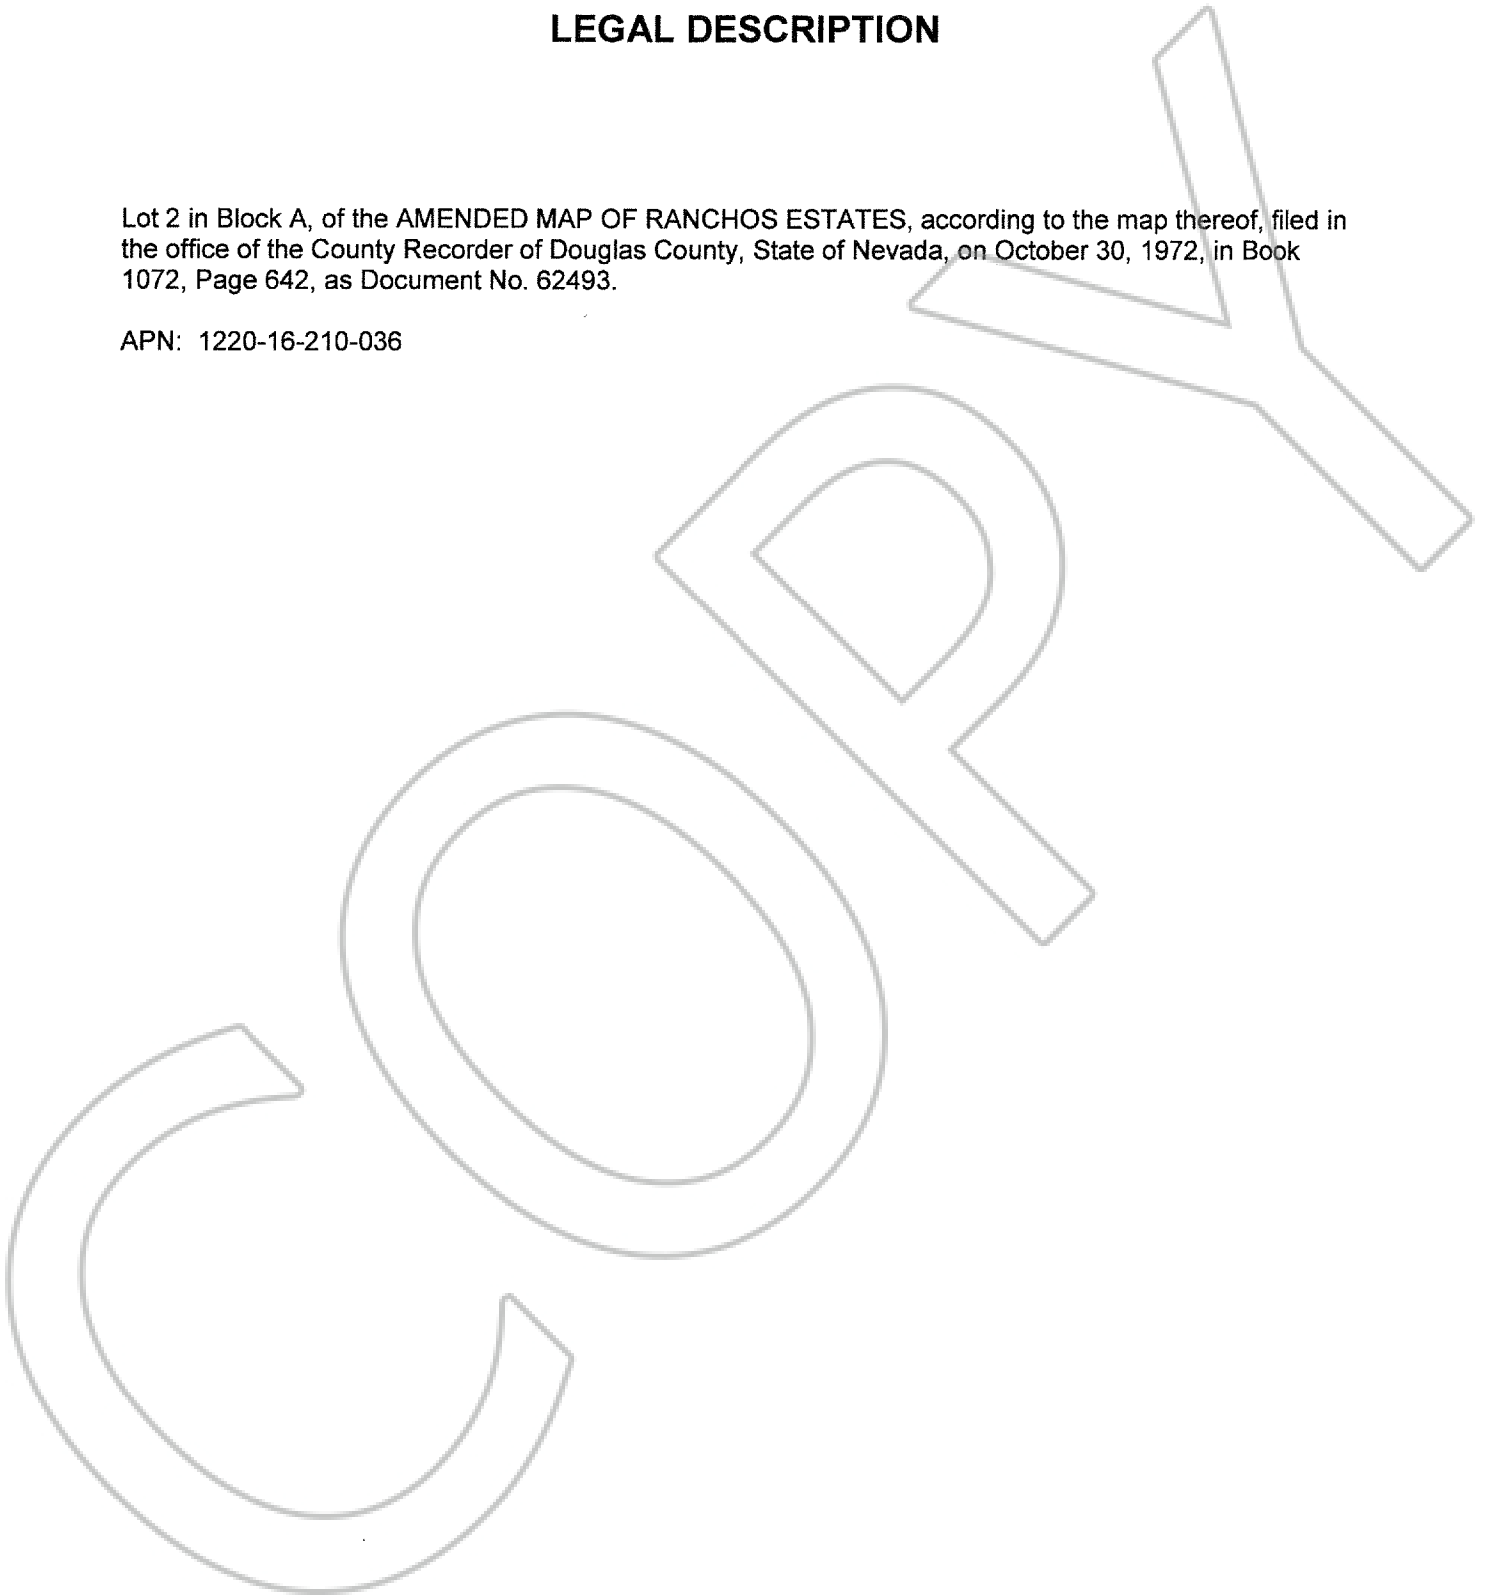 LEGAL DESCRIPTION
Lot 2 in Block A, of the AMENDED MAP OF RANCHOS ESTATES, according to the map thereof, filed in
the office of the County Recorder of Douglas County, State of Nevada, on October 30, 1972, in Book
1072, Page 642, as Document No. 62493.
APN: 1220-16-210-036
COPY